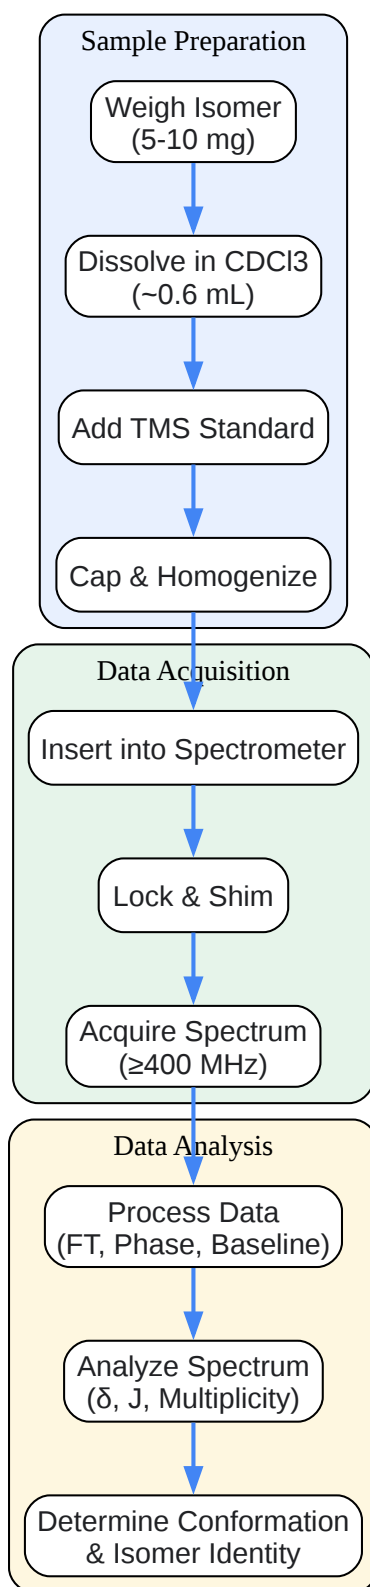 Sample Preparation
Weigh Isomer
(5-10 mg)
Dissolve in CDCl3
(~0.6 mL)
Add TMS Standard
Cap & Homogenize
Data Acquisition
Insert into Spectrometer
Lock & Shim
Acquire Spectrum
(≥400 MHz)
Data Analysis
Process Data
(FT, Phase, Baseline)
Analyze Spectrum
(δ, J, Multiplicity)
Determine Conformation
& Isomer Identity